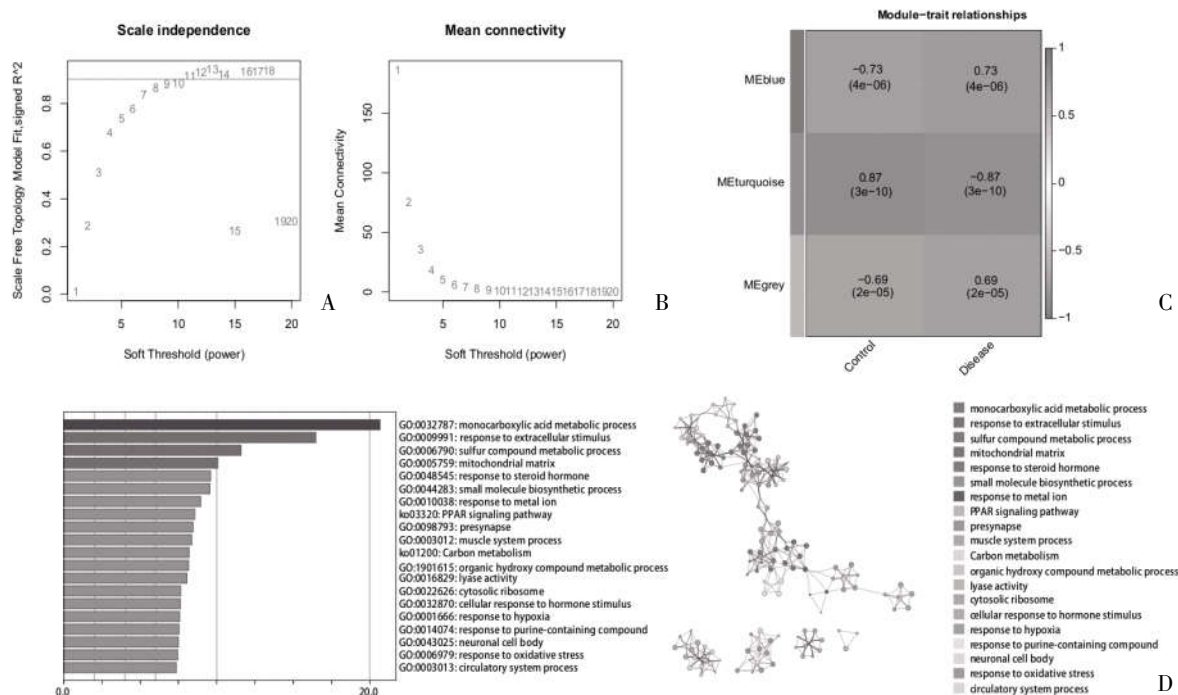 Scale independence
Scale Free Topology Model Fit,signed R^2
0.0
0.2
0.4
0.6
0.8
1
2
3
4
5
6
7
8
9
10
11
12
13
14
15
16
17
18
19
20
5
10
15
20
Soft Threshold (power)
A
Mean connectivity
Mean Connectivity
0
50
100
150
1
2
3
4
5
6
7
8
9
10
11
12
13
14
15
16
17
18
19
20
5
10
15
20
Soft Threshold (power)
B
Module−trait relationships
MEblue
−0.73
(4e−06)
0.73
(4e−06)
MEturquoise
0.87
(3e−10)
−0.87
(3e−10)
MEgrey
−0.69
(2e−05)
0.69
(2e−05)
Control
Disease
1
0.5
0
−0.5
−1
C
GO:0032787: monocarboxylic acid metabolic process
GO:0009991: response to extracellular stimulus
GO:0006790: sulfur compound metabolic process
GO:0005759: mitochondrial matrix
GO:0048545: response to steroid hormone
GO:0044283: small molecule biosynthetic process
GO:0010038: response to metal ion
ko03320: PPAR signaling pathway
GO:0098793: presynapse
GO:0003012: muscle system process
ko01200: Carbon metabolism
GO:1901615: organic hydroxy compound metabolic process
GO:0016829: lyase activity
GO:0022626: cytosolic ribosome
GO:0032870: cellular response to hormone stimulus
GO:0001666: response to hypoxia
GO:0014074: response to purine-containing compound
GO:0043025: neuronal cell body
GO:0006979: response to oxidative stress
GO:0003013: circulatory system process
0.0
20.0
monocarboxylic acid metabolic process
response to extracellular stimulus
sulfur compound metabolic process
mitochondrial matrix
response to steroid hormone
small molecule biosynthetic process
response to metal ion
PPAR signaling pathway
presynapse
muscle system process
Carbon metabolism
organic hydroxy compound metabolic process
lyase activity
cytosolic ribosome
cellular response to hormone stimulus
response to hypoxia
response to purine-containing compound
neuronal cell body
response to oxidative stress
circulatory system process
D